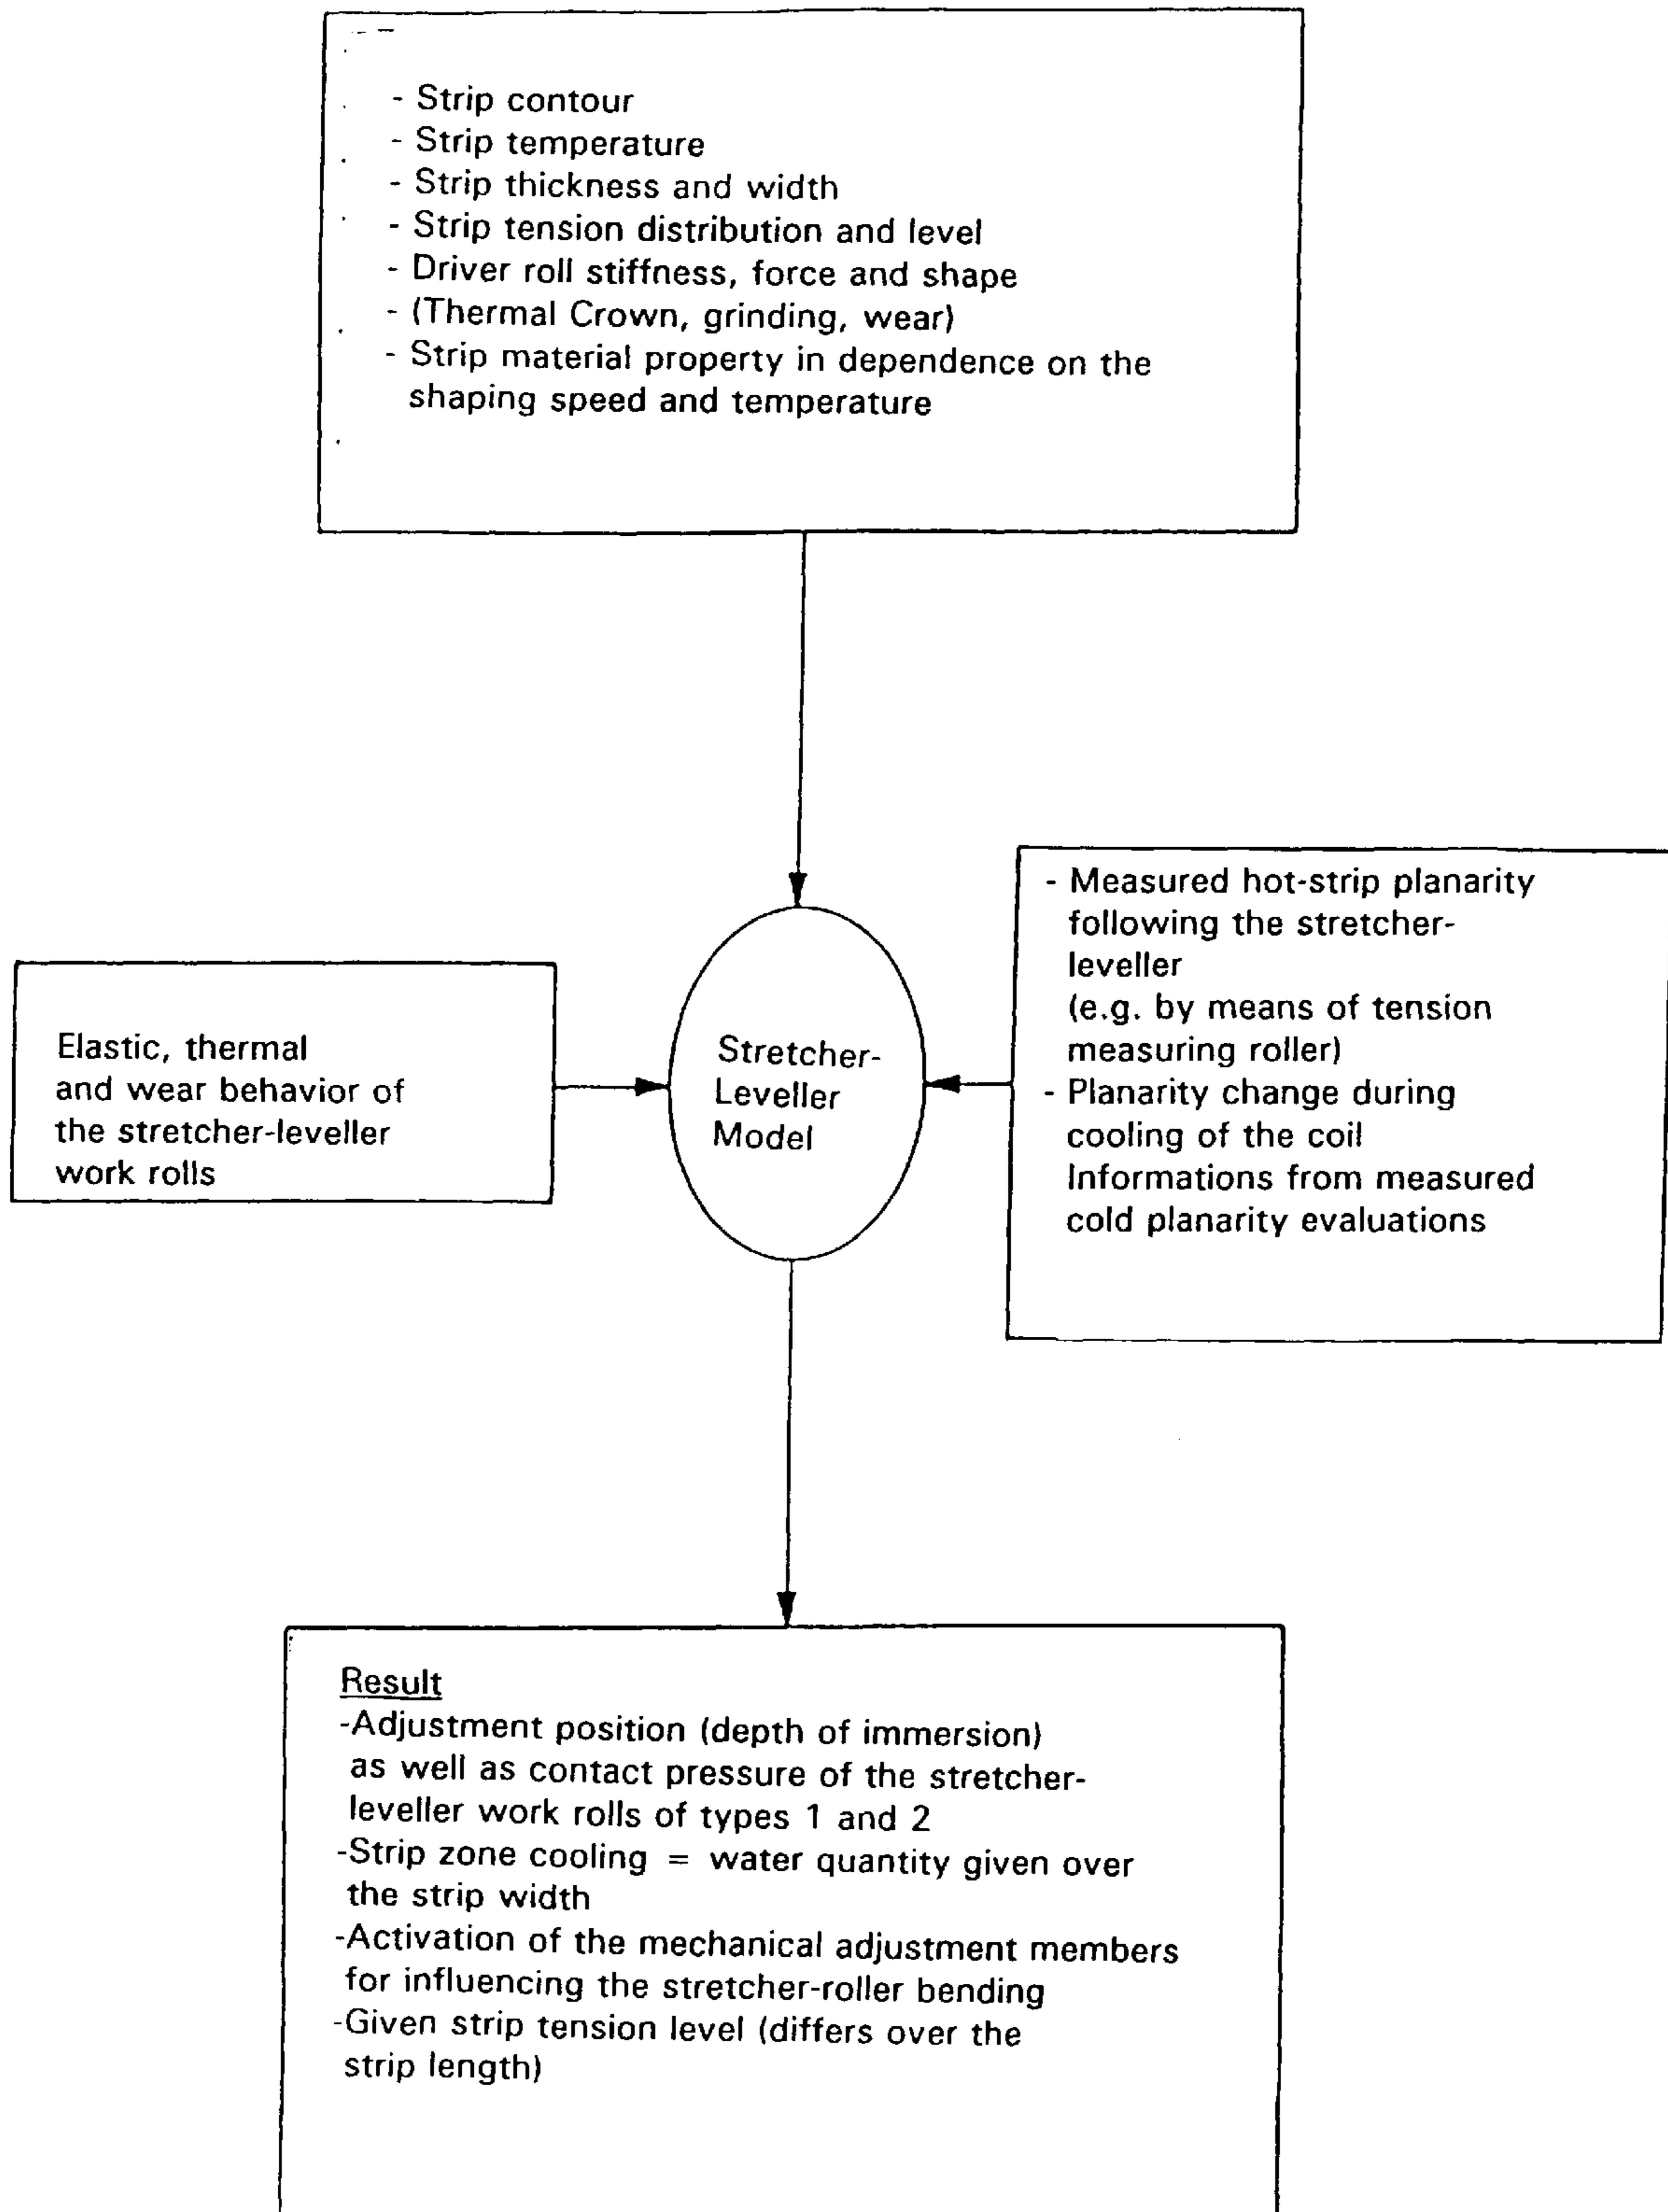 - Strip contour
- Strip temperature
- Strip thickness and width
- Strip tension distribution and level
- Driver roll stiffness, force and shape
- (Thermal Crown, grinding, wear)
- Strip material property in dependence on the
shaping speed and temperature
Elastic, thermal
and wear behavior of
the stretcher-leveller
work rolls
Stretcher-
Leveller
Model
- Measured hot-strip planarity
following the stretcher-
leveller
(e.g. by means of tension
measuring roller)
- Planarity change during
cooling of the coil
Informations from measured
cold planarity evaluations
Result
-Adjustment position (depth of immersion)
as well as contact pressure of the stretcher-
leveller work rolls of types 1 and 2
-Strip zone cooling = water quantity given over
the strip width
-Activation of the mechanical adjustment members
for influencing the stretcher-roller bending
-Given strip tension level (differs over the
strip length)